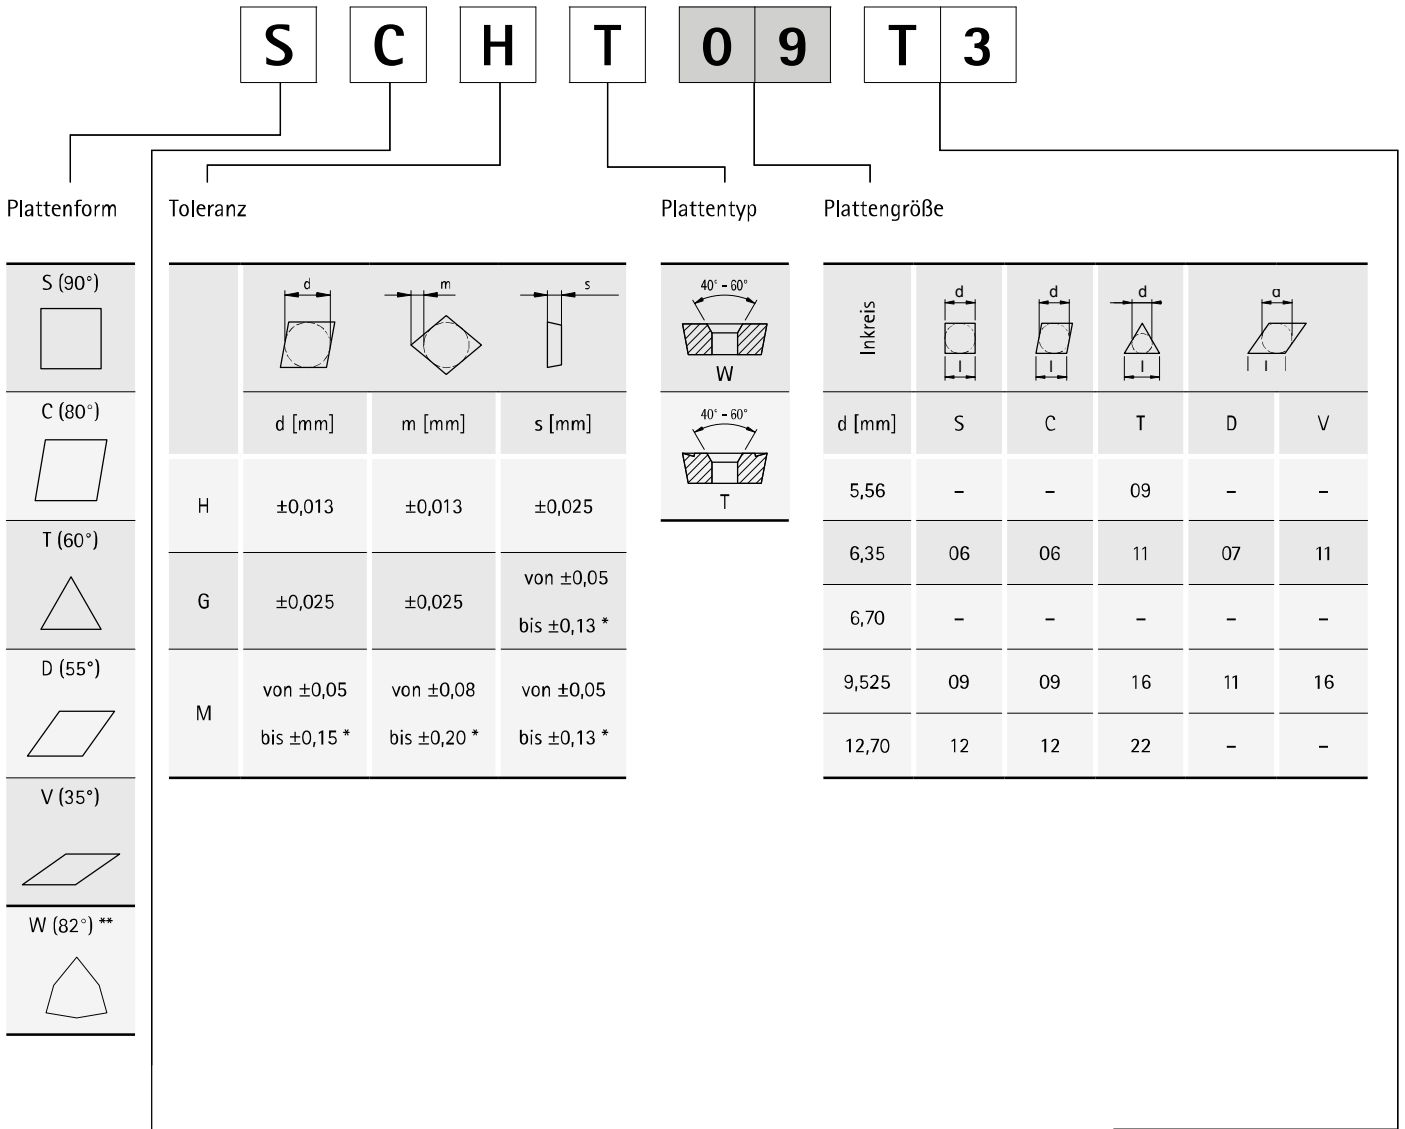 S C H T 0 9 T 3
Plattenform
Toleranz
Plattentyp
Plattengröße
S (90°)
C (80°)
T (60°)
D (55°)
V (35°)
W (82°) **
d m s
d [mm] m [mm] s [mm]
H ±0,013 ±0,013 ±0,025
G ±0,025 ±0,025 von ±0,05
bis ±0,13 *
M von ±0,05 von ±0,08 von ±0,05
bis ±0,15 * bis ±0,20 * bis ±0,13 *
40° - 60°
W
40° - 60°
T
Inkreis
d d d a
l l l l
d [mm] S C T D V
5,56 – – 09 – –
6,35 06 06 11 07 11
6,70 – – – – –
9,525 09 09 16 11 16
12,70 12 12 22 – –